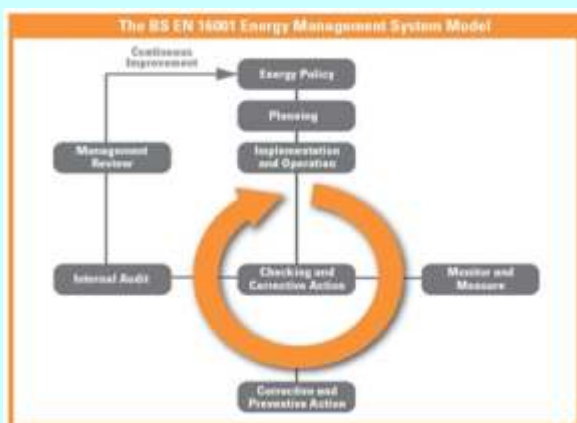 The BS EN 16001 Energy Management System Model
Continuous
Improvement
Energy Policy
Planning
Management
Review
Implementation
and Operation
Internal Audit
Checking and
Corrective Action
Monitor and
Measure
Corrective and
Preventive Action